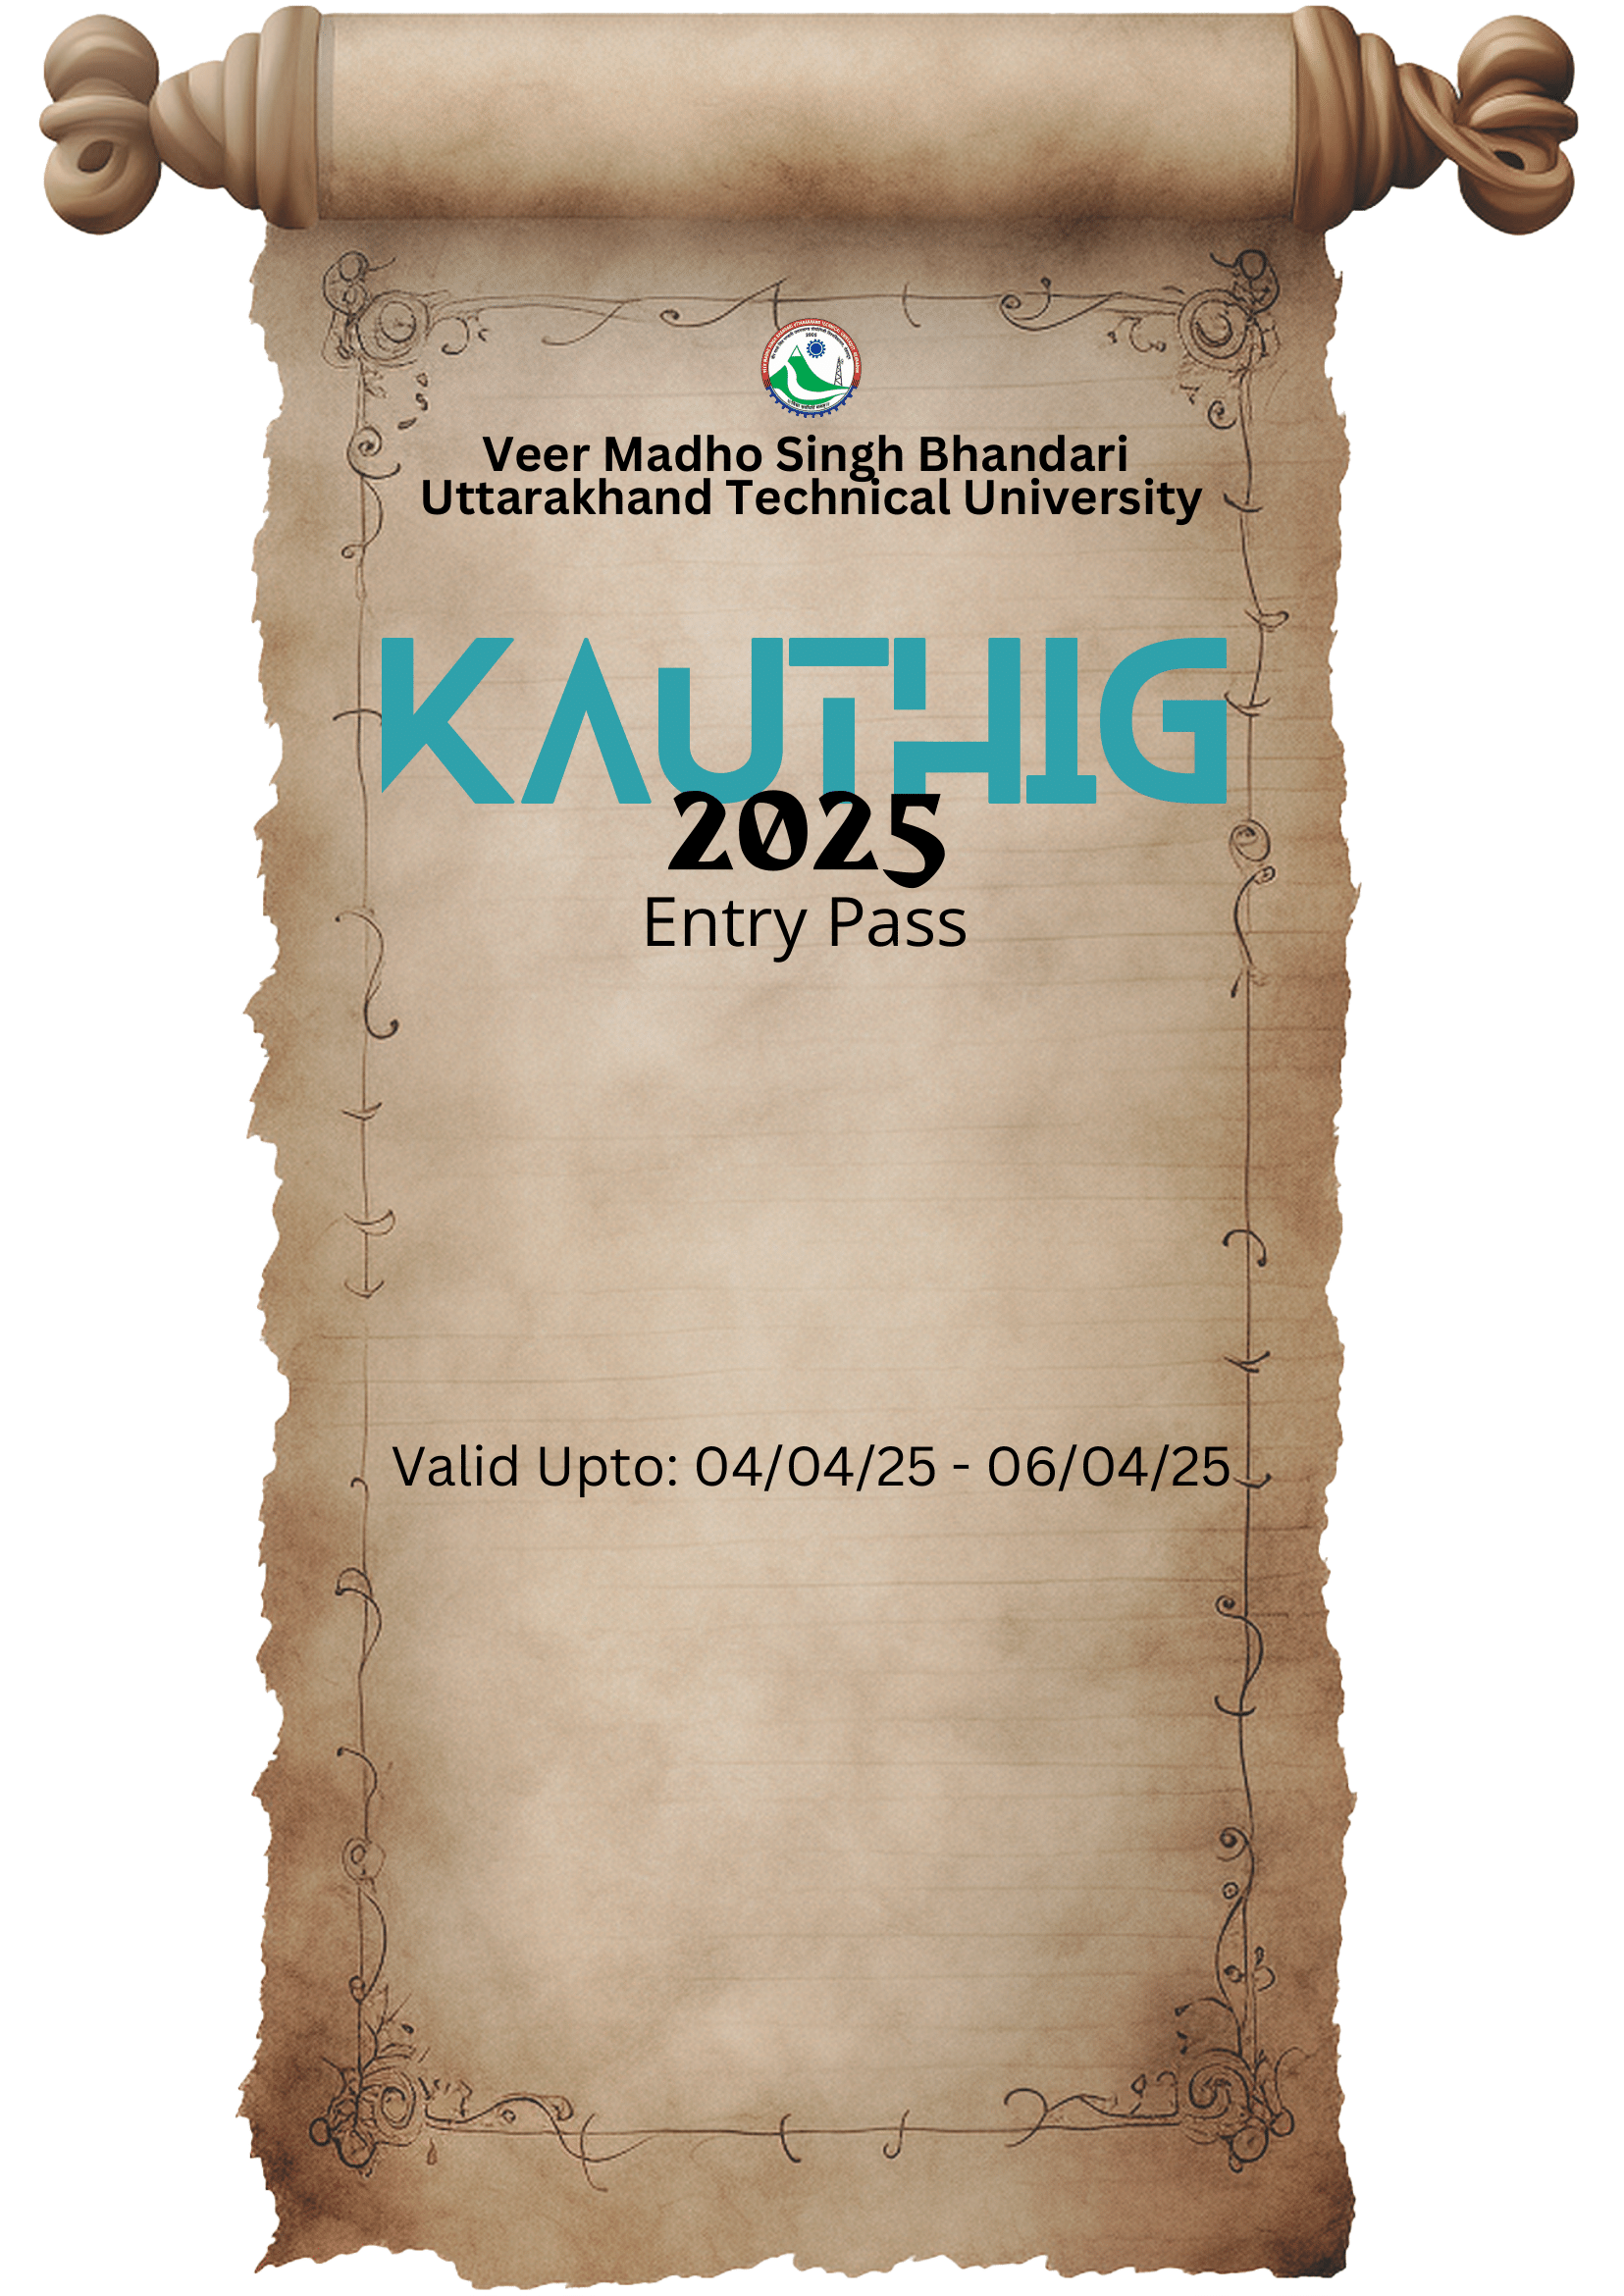 Veer Madho Singh Bhandari
Uttarakhand Technical University
KAUTHIG
2025
Entry Pass
Valid Upto: 04/04/25 - 06/04/25